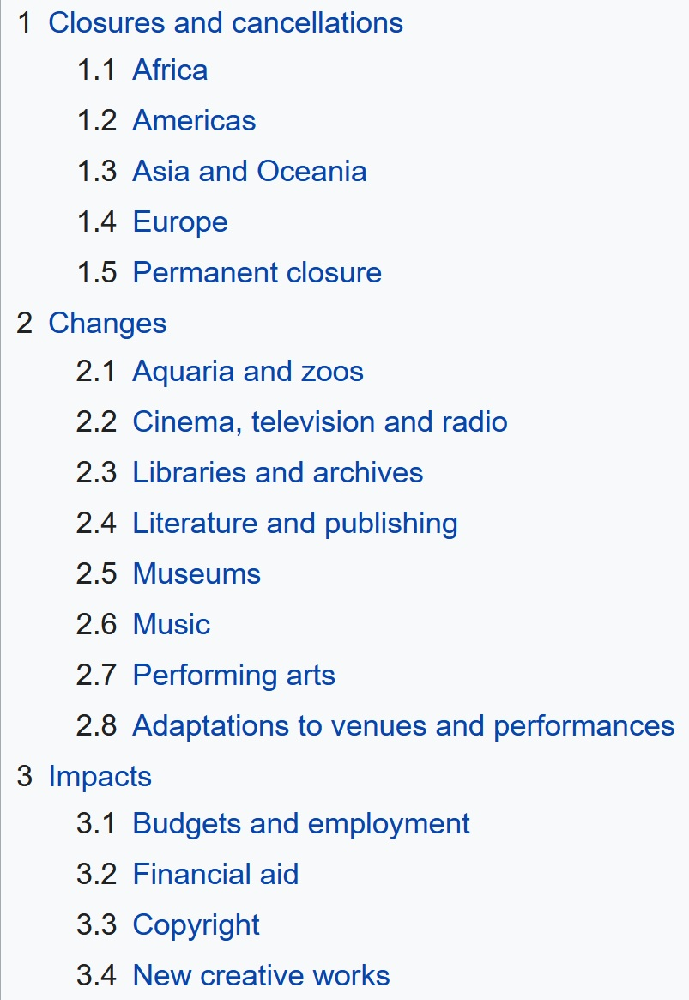 1 Closures and cancellations
1.1 Africa
1.2 Americas
1.3 Asia and Oceania
1.4 Europe
1.5 Permanent closure
2 Changes
2.1 Aquaria and zoos
2.2 Cinema, television and radio
2.3 Libraries and archives
2.4 Literature and publishing
2.5 Museums
2.6 Music
2.7 Performing arts
2.8 Adaptations to venues and performances
3 Impacts
3.1 Budgets and employment
3.2 Financial aid
3.3 Copyright
3.4 New creative works